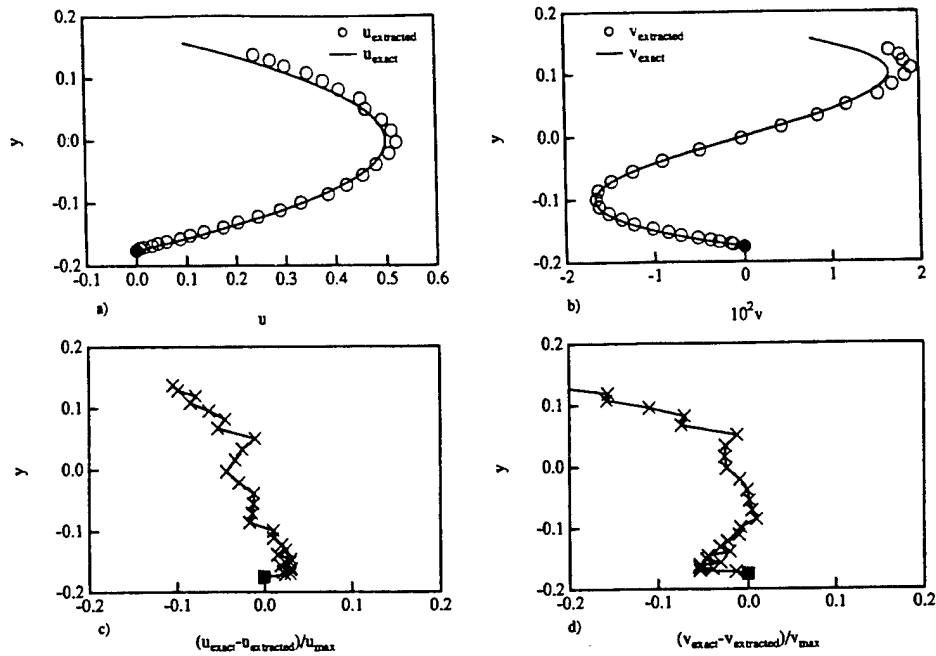 0.2
0.1
0.0
-0.1
-0.2
y
u_extracted
u_exact
-0.1 0.0 0.1 0.2 0.3 0.4 0.5 0.6
a)
u
0.2
0.1
0.0
-0.1
-0.2
y
v_extracted
v_exact
-2 -1 0 1 2
b)
10²v
0.2
0.1
0.0
-0.1
-0.2
y
-0.2 -0.1 0.0 0.1 0.2
c)
(u_exact-u_extracted)/u_max
0.2
0.1
0.0
-0.1
-0.2
y
-0.2 -0.1 0.0 0.1 0.2
d)
(v_exact-v_extracted)/v_max